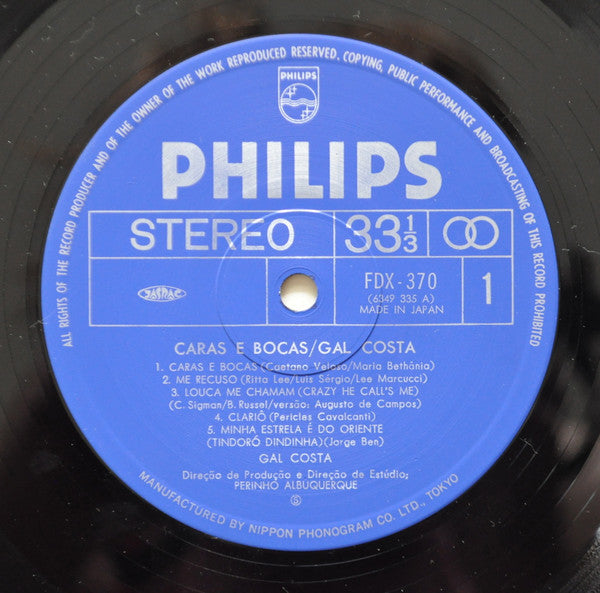 ALL RIGHTS OF THE RECORD PRODUCER AND OF THE OWNER OF THE WORK REPRODUCED RESERVED. COPYING, PUBLIC PERFORMANCE AND BROADCASTING OF THIS RECORD PROHIBITED
PHILIPS
PHILIPS
STEREO 33 1/3
FDX-370
(6349 335 A)
MADE IN JAPAN
1
JASRAC
CARAS E BOCAS/GAL COSTA
1. CARAS E BOCAS (Caetano Veloso/Maria Bethânia)
2. ME RECUSO (Ritta Lee/Luis Sérgio/Lee Marcucci)
3. LOUCA ME CHAMAM (CRAZY HE CALL'S ME)
(C. Sigman/B. Russel/versão: Augusto de Campos)
4. CLARIÔ (Pericles Cavalcanti)
5. MINHA ESTRELA É DO ORIENTE
(TINDORÓ DINDINHA) (Jorge Ben)
GAL COSTA
Direção de Produção e Direção de Estúdio:
PERINHO ALBUQUERQUE
Ⓢ
MANUFACTURED BY NIPPON PHONOGRAM CO. LTD., TOKYO